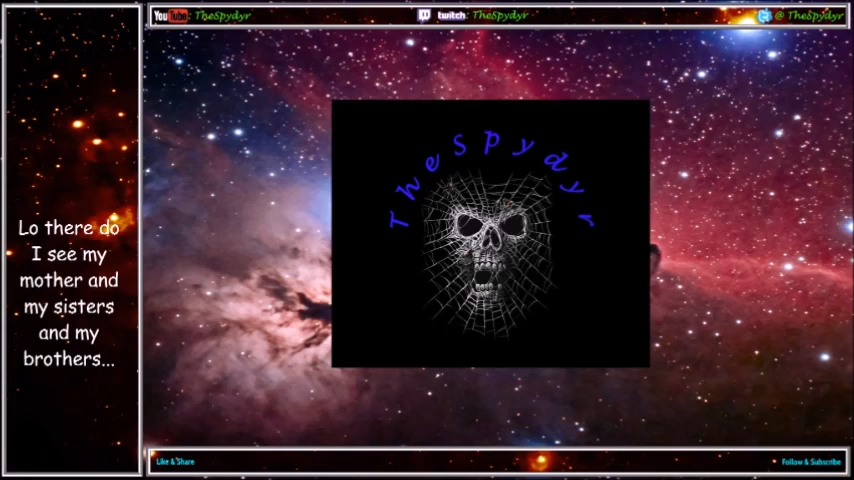 YouTube: TheSpydyr
twitch: TheSpydyr
@ TheSpydyr
TheSpydyr
Lo there do
I see my
mother and
my sisters
and my
brothers...
Like & Share
Follow & Subscribe